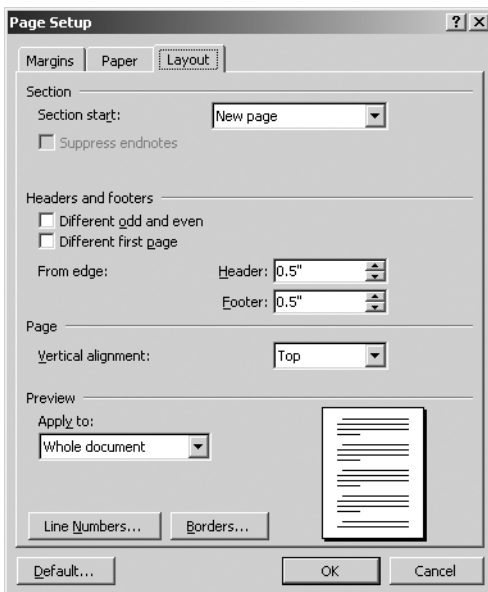 Page Setup ? X
Margins Paper Layout
Section
Section start: New page
Suppress endnotes
Headers and footers
Different odd and even
Different first page
From edge: Header: 0.5"
Footer: 0.5"
Page
Vertical alignment: Top
Preview
Apply to:
Whole document
Line Numbers... Borders...
Default... OK Cancel